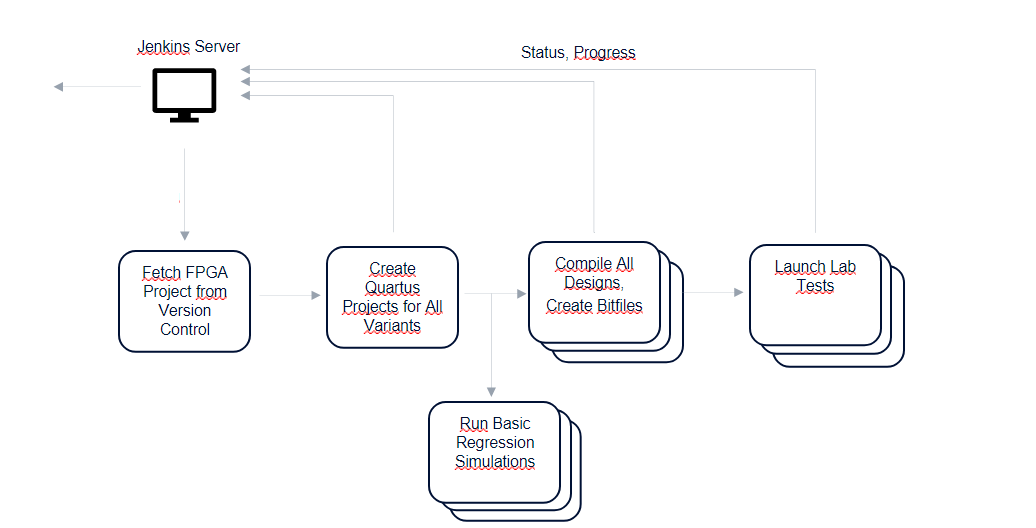 Jenkins Server
Status, Progress
Fetch FPGA
Project from
Version
Control
Create
Quartus
Projects for All
Variants
Compile All
Designs,
Create Bitfiles
Launch Lab
Tests
Run Basic
Regression
Simulations